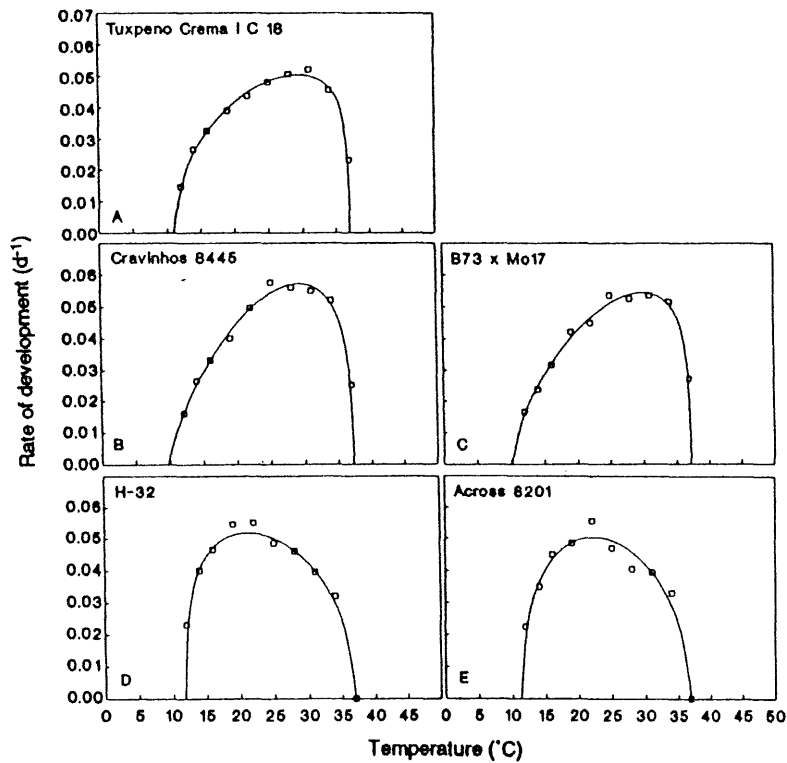 Tuxpeno Crema I C 18
0.07
0.06
0.05
0.04
0.03
0.02
0.01
0.00
A
Cravinhos 8445
0.06
0.05
0.04
0.03
0.02
0.01
0.00
B
B73 x Mo17
C
Rate of development (d⁻¹)
H-32
0.06
0.05
0.04
0.03
0.02
0.01
0.00
D
0 5 10 15 20 25 30 35 40 45
Across 8201
E
0 5 10 15 20 25 30 35 40 45 50
Temperature (°C)